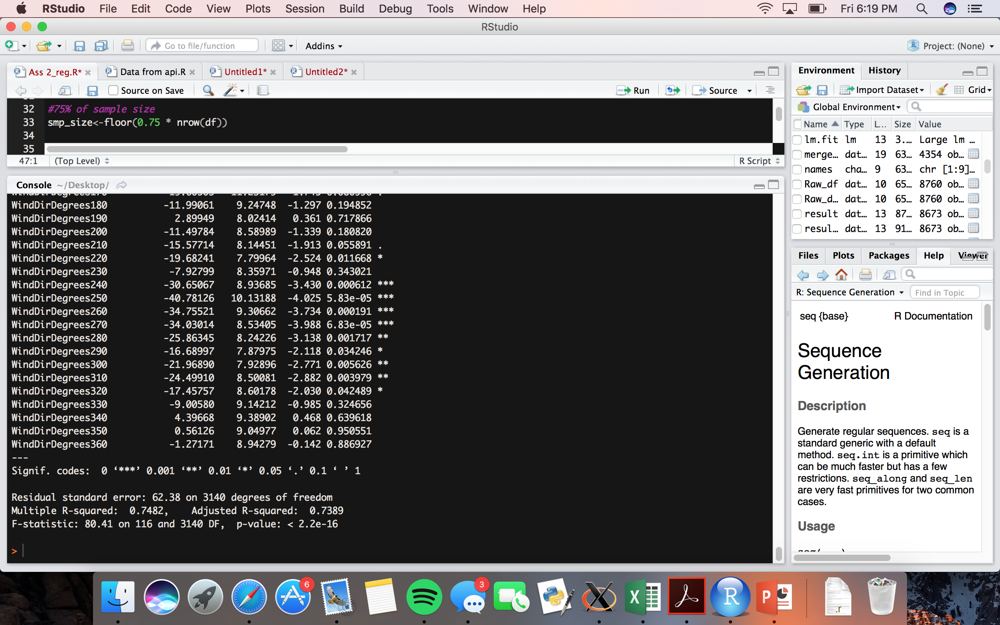 RStudio File Edit Code View Plots Session Build Debug Tools Window Help Fri 6:19 PM
RStudio
Go to file/function Addins Project: (None)
Ass 2_reg.R* Data from api.R Untitled1* Untitled2*
Source on Save Run Source
32 #75% of sample size
33 smp_size<-floor(0.75 * nrow(df))
34
35
47:1 (Top Level) R Script
Console ~/Desktop/
WindDirDegrees180 -11.99061 9.24748 -1.297 0.194852
WindDirDegrees190 2.89949 8.02414 0.361 0.717866
WindDirDegrees200 -11.49784 8.58989 -1.339 0.180820
WindDirDegrees210 -15.57714 8.14451 -1.913 0.055891 .
WindDirDegrees220 -19.68241 7.79964 -2.524 0.011668 *
WindDirDegrees230 -7.92799 8.35971 -0.948 0.343021
WindDirDegrees240 -30.65067 8.93685 -3.430 0.000612 ***
WindDirDegrees250 -40.78126 10.13188 -4.025 5.83e-05 ***
WindDirDegrees260 -34.75521 9.30662 -3.734 0.000191 ***
WindDirDegrees270 -34.03014 8.53405 -3.988 6.83e-05 ***
WindDirDegrees280 -25.86345 8.24226 -3.138 0.001717 **
WindDirDegrees290 -16.68997 7.87975 -2.118 0.034246 *
WindDirDegrees300 -21.96890 7.92896 -2.771 0.005626 **
WindDirDegrees310 -24.49910 8.50081 -2.882 0.003979 **
WindDirDegrees320 -17.45757 8.60178 -2.030 0.042489 *
WindDirDegrees330 -9.00580 9.14212 -0.985 0.324656
WindDirDegrees340 4.39668 9.38902 0.468 0.639618
WindDirDegrees350 0.56126 9.04977 0.062 0.950551
WindDirDegrees360 -1.27171 8.94279 -0.142 0.886927
---
Signif. codes: 0 ‘***’ 0.001 ‘**’ 0.01 ‘*’ 0.05 ‘.’ 0.1 ‘ ’ 1
Residual standard error: 62.38 on 3140 degrees of freedom
Multiple R-squared: 0.7482, Adjusted R-squared: 0.7389
F-statistic: 80.41 on 116 and 3140 DF, p-value: < 2.2e-16
>
Environment History
Import Dataset Grid
Global Environment
Name Type L... Size Value
lm.fit lm 13 3.… Large lm …
merge… dat… 19 63… 4354 ob…
names cha… 9 63… chr [1:9]…
Raw_df dat… 10 65… 8760 ob…
Raw_d… dat… 10 65… 8760 ob…
result dat… 13 87… 8673 ob…
resul… dat… 13 91… 8673 ob…
Files Plots Packages Help Viewer
R: Sequence Generation Find in Topic
seq {base} R Documentation
Sequence
Generation
Description
Generate regular sequences. seq is a
standard generic with a default
method. seq.int is a primitive which
can be much faster but has a few
restrictions. seq_along and seq_len
are very fast primitives for two common
cases.
Usage
6 3 X R P .r